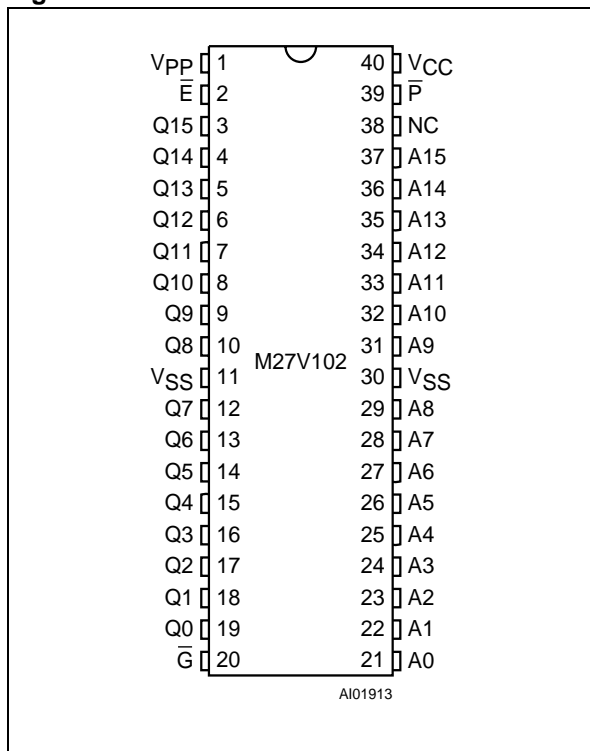 VPP 1 40 VCC
E̅ 2 39 P̅
Q15 3 38 NC
Q14 4 37 A15
Q13 5 36 A14
Q12 6 35 A13
Q11 7 34 A12
Q10 8 33 A11
Q9 9 32 A10
Q8 10 31 A9
M27V102
VSS 11 30 VSS
Q7 12 29 A8
Q6 13 28 A7
Q5 14 27 A6
Q4 15 26 A5
Q3 16 25 A4
Q2 17 24 A3
Q1 18 23 A2
Q0 19 22 A1
G̅ 20 21 A0
AI01913